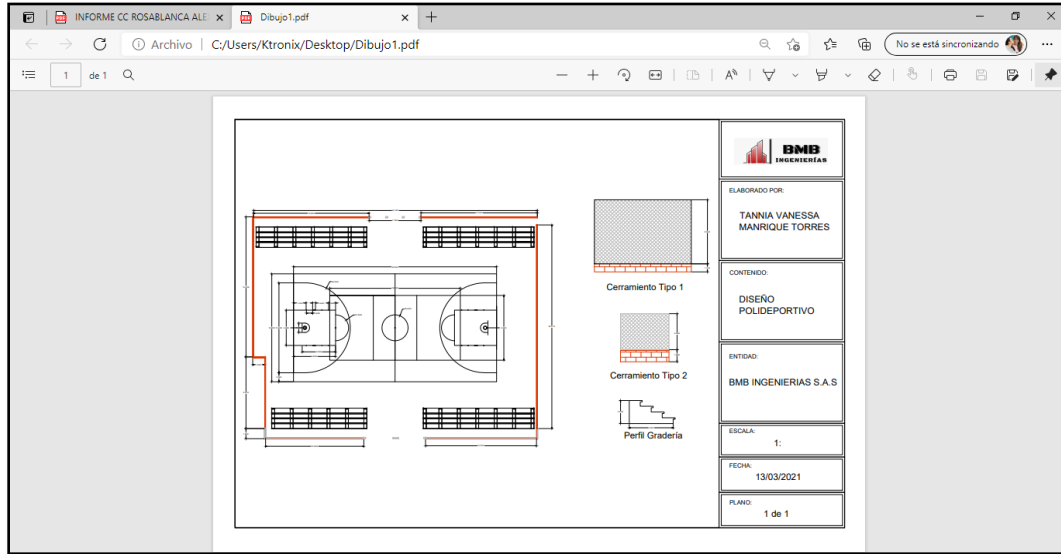 INFORME CC ROSABLANCA ALE
Dibujo1.pdf
Archivo
C:/Users/Ktronix/Desktop/Dibujo1.pdf
No se está sincronizando
1 de 1
BMB
INGENIERÍAS
ELABORADO POR:
TANNIA VANESSA
MANRIQUE TORRES
CONTENIDO:
DISEÑO
POLIDEPORTIVO
ENTIDAD:
BMB INGENIERIAS S.A.S
ESCALA:
1:
FECHA:
13/03/2021
PLANO:
1 de 1
Cerramiento Tipo 1
Cerramiento Tipo 2
Perfil Gradería